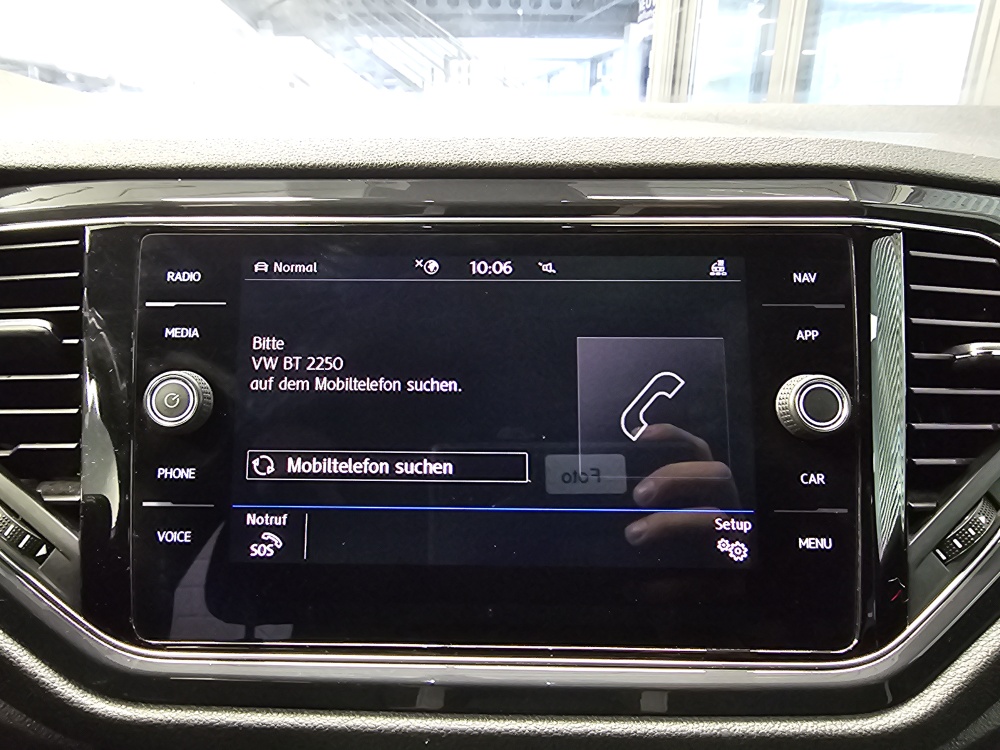 RADIO
MEDIA
PHONE
VOICE
Normal
10:06
Bitte
VW BT 2250
auf dem Mobiltelefon suchen.
Mobiltelefon suchen
Foto
Notruf
SOS
Setup
NAV
APP
CAR
MENU